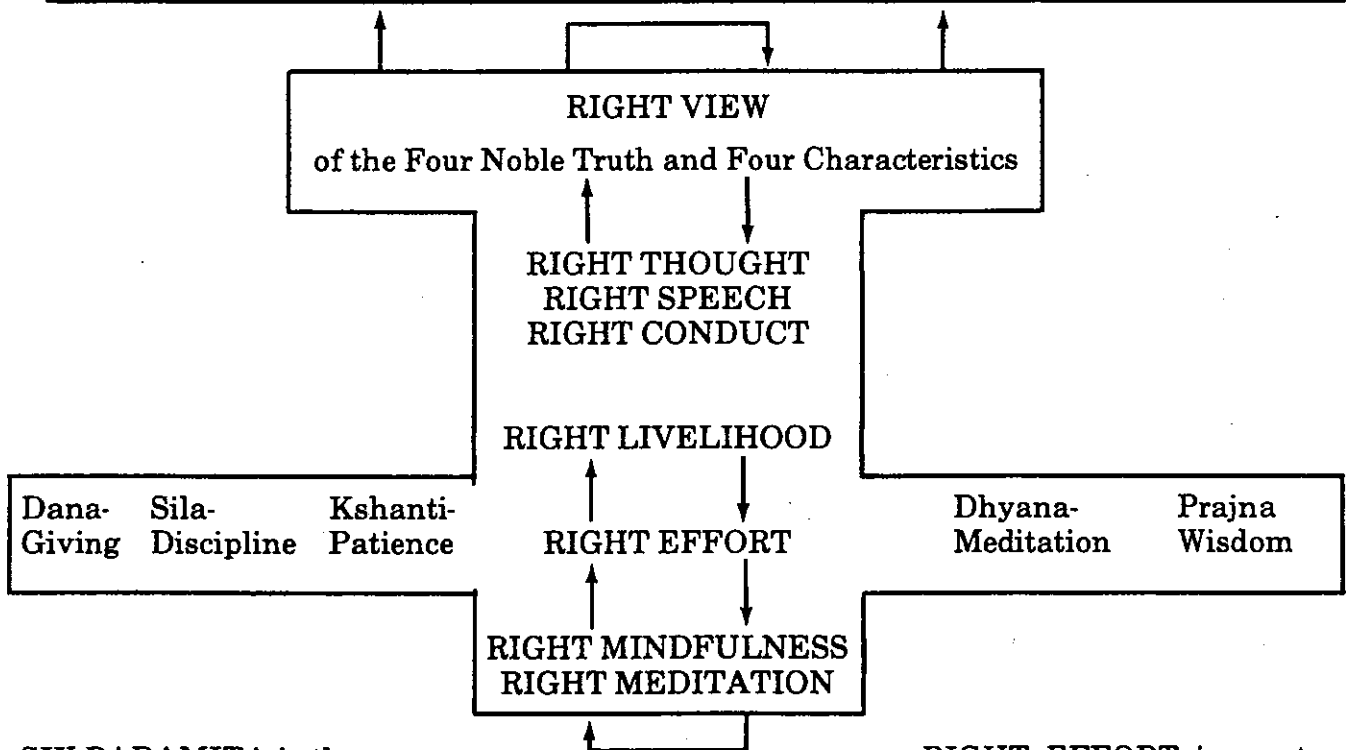 RIGHT VIEW
of the Four Noble Truth and Four Characteristics
RIGHT THOUGHT
RIGHT SPEECH
RIGHT CONDUCT
RIGHT LIVELIHOOD
Dana- Sila- Kshanti- Dhyana- Prajna
Giving Discipline Patience RIGHT EFFORT Meditation Wisdom
RIGHT MINDFULNESS
RIGHT MEDITATION